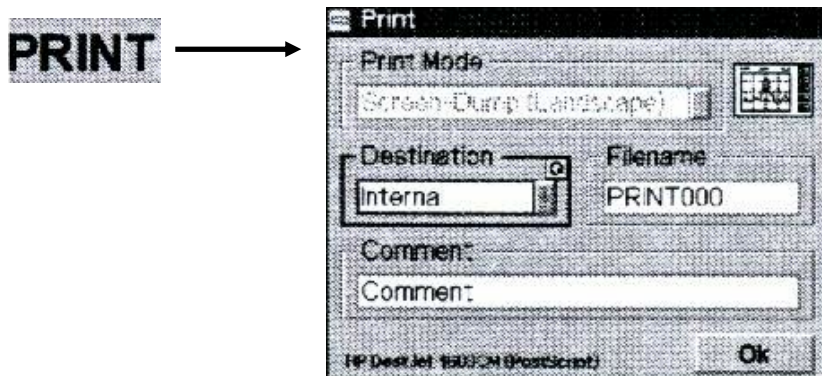 PRINT
Print
Print Mode
Screen-Dump (Landscape)
Destination
Filename
Interna
PRINT000
Comment
Comment
HP DeskJet 1600CM (PostScript)
Ok